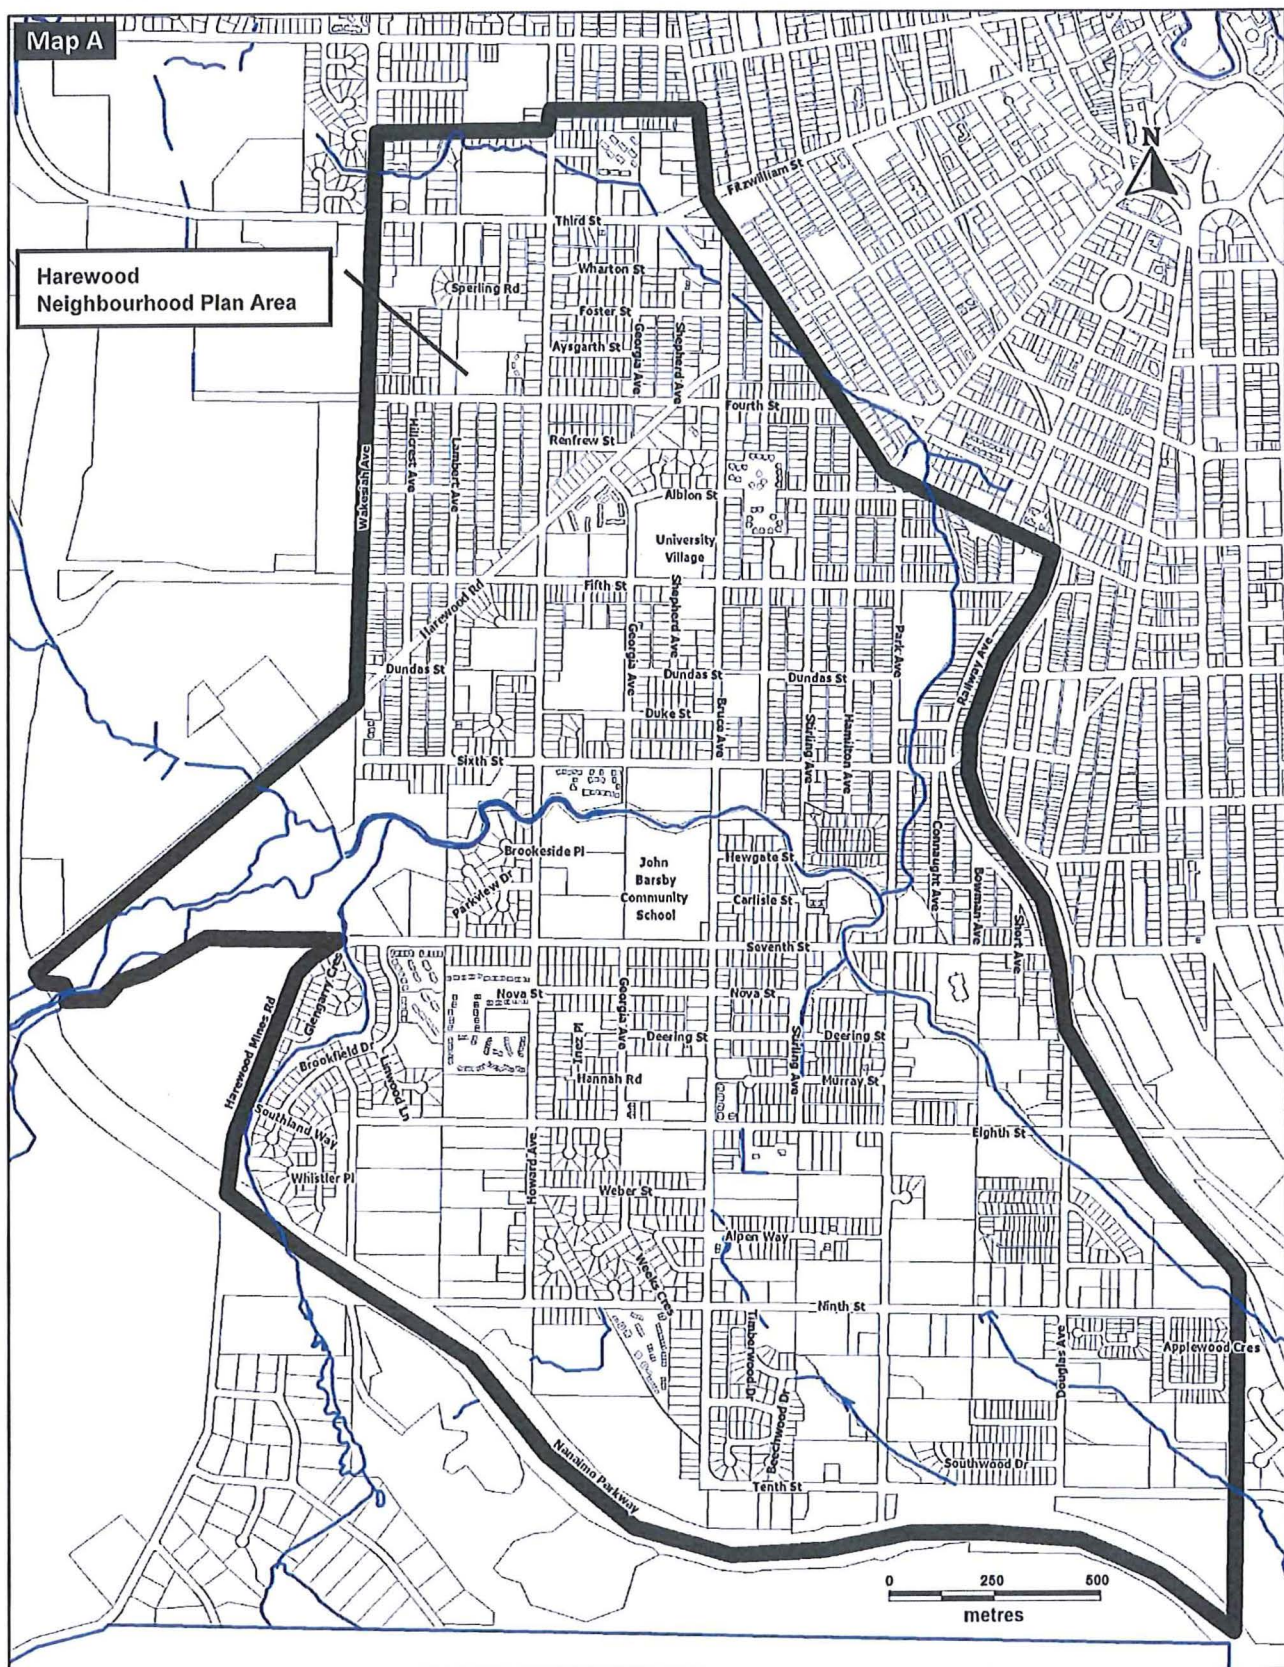 Map A
N
Fitzwilliam St
Third St
Harewood
Neighbourhood Plan Area
Wharton St
Sperling Rd
Foster St
Georgia Ave
Shepherd Ave
Aysgarth St
Fourth St
Hillcrest Ave
Lambert Ave
Renfrew St
Wakesiah Ave
Albion St
University
Village
Fifth St
Harewood Rd
Shepherd Ave
Georgia Ave
Park Ave
Railway Ave
Dundas St
Dundas St
Dundas St
Duke St
Bruce Ave
Stirling Ave
Hamilton Ave
Sixth St
Brookeside Pl
Parkview Dr
John
Barsby
Community
School
Hewgate St
Carlisle St
Connaught Ave
Bowman Ave
Short Ave
Seventh St
Glengarry Cres
Nova St
Georgia Ave
Nova St
Harewood Mines Rd
Brookfield Dr
Linwood Ln
Inez Pl
Deering St
Stirling Ave
Deering St
Hannah Rd
Murray St
Southland Way
Eighth St
Howard Ave
Whistler Pl
Weber St
Alpen Way
Weeks Cres
Ninth St
Timberwood Dr
Douglas Ave
Applewood Cres
Beechwood Dr
Nanaimo Parkway
Southwood Dr
Tenth St
0 250 500
metres